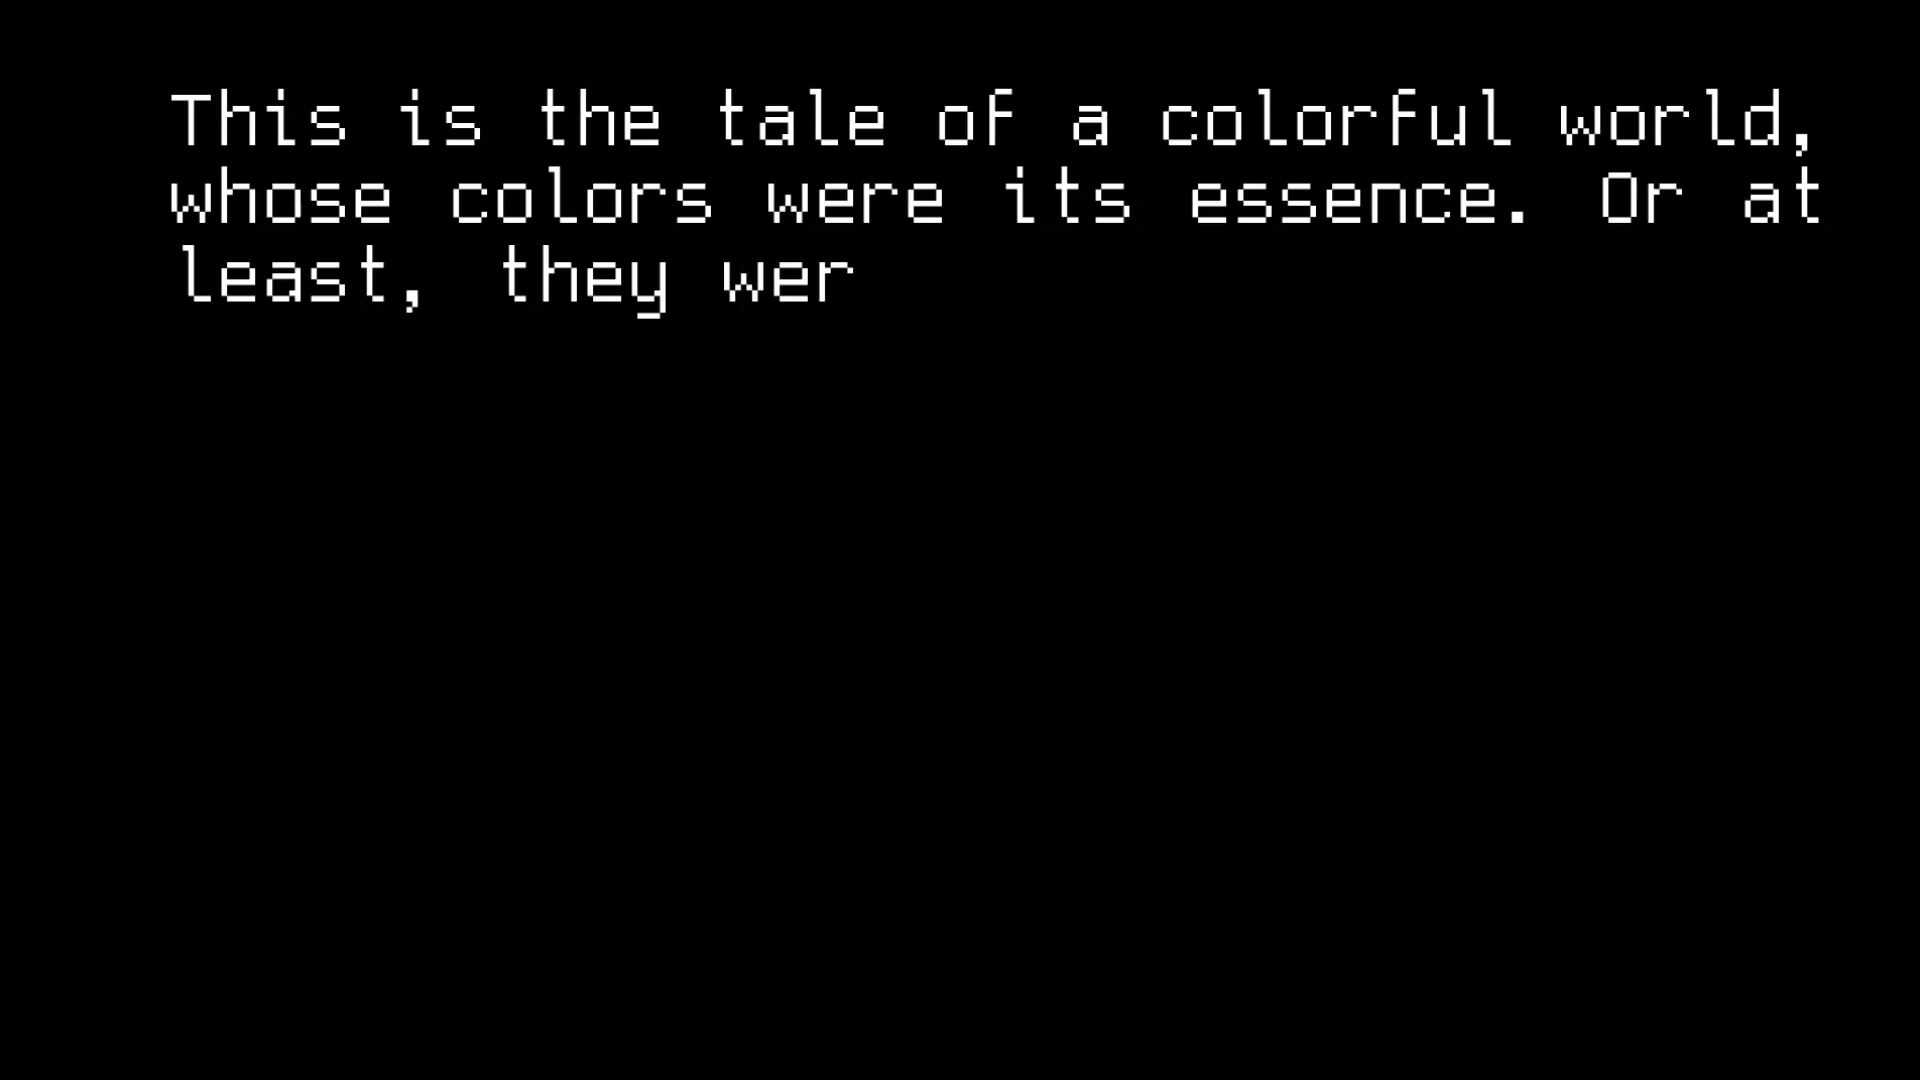 This is the tale of a colorful world,
whose colors were its essence. Or at
least, they wer